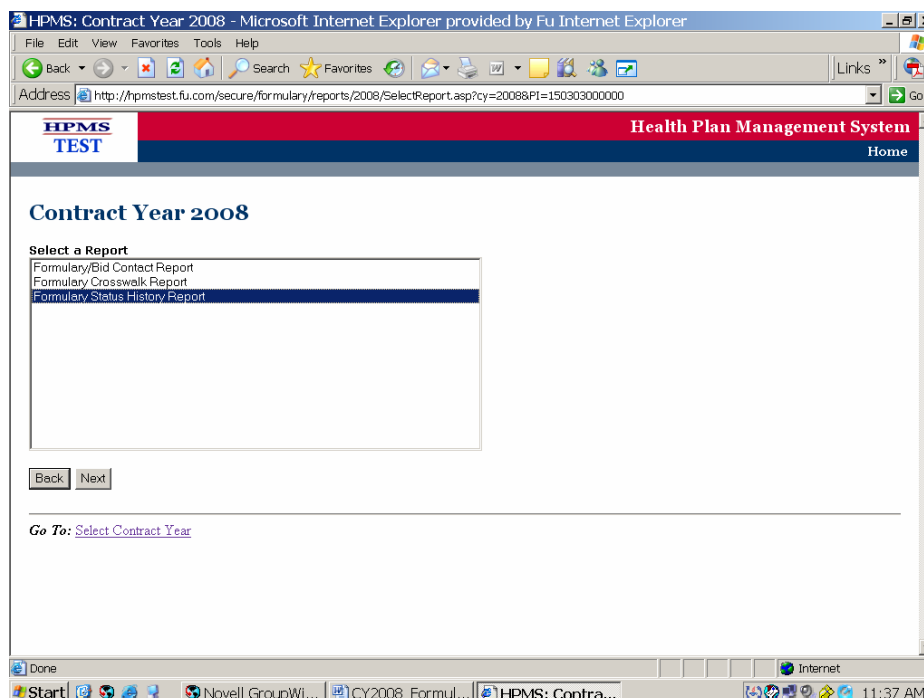 HPMS: Contract Year 2008 - Microsoft Internet Explorer provided by Fu Internet Explorer
File Edit View Favorites Tools Help
Back Search Favorites Links »
Address http://hpmstest.fu.com/secure/formulary/reports/2008/SelectReport.asp?cy=2008&PI=150303000000 Go
HPMS Health Plan Management System
TEST Home
Contract Year 2008
Select a Report
Formulary/Bid Contact Report
Formulary Crosswalk Report
Formulary Status History Report
Back Next
Go To: Select Contract Year
Done Internet
Start Novell GroupWi... CY2008 Formul... HPMS: Contra... 11:37 AM